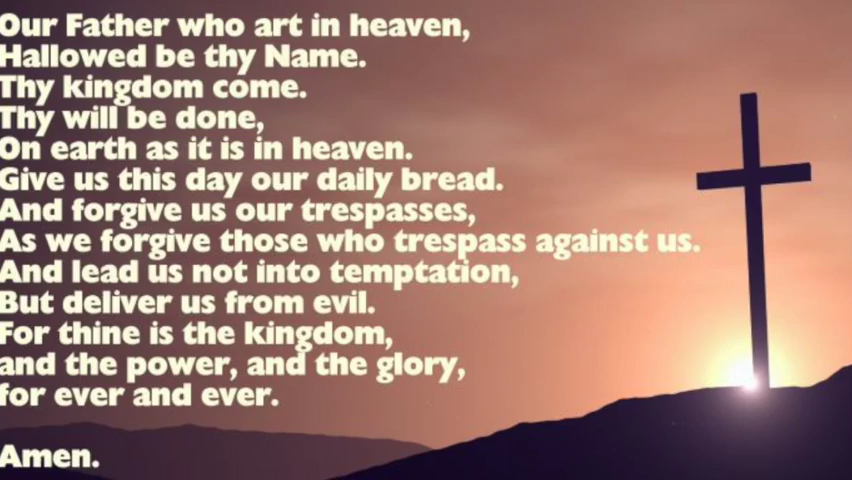 Our Father who art in heaven,
Hallowed be thy Name.
Thy kingdom come.
Thy will be done,
On earth as it is in heaven.
Give us this day our daily bread.
And forgive us our trespasses,
As we forgive those who trespass against us.
And lead us not into temptation,
But deliver us from evil.
For thine is the kingdom,
and the power, and the glory,
for ever and ever.
Amen.